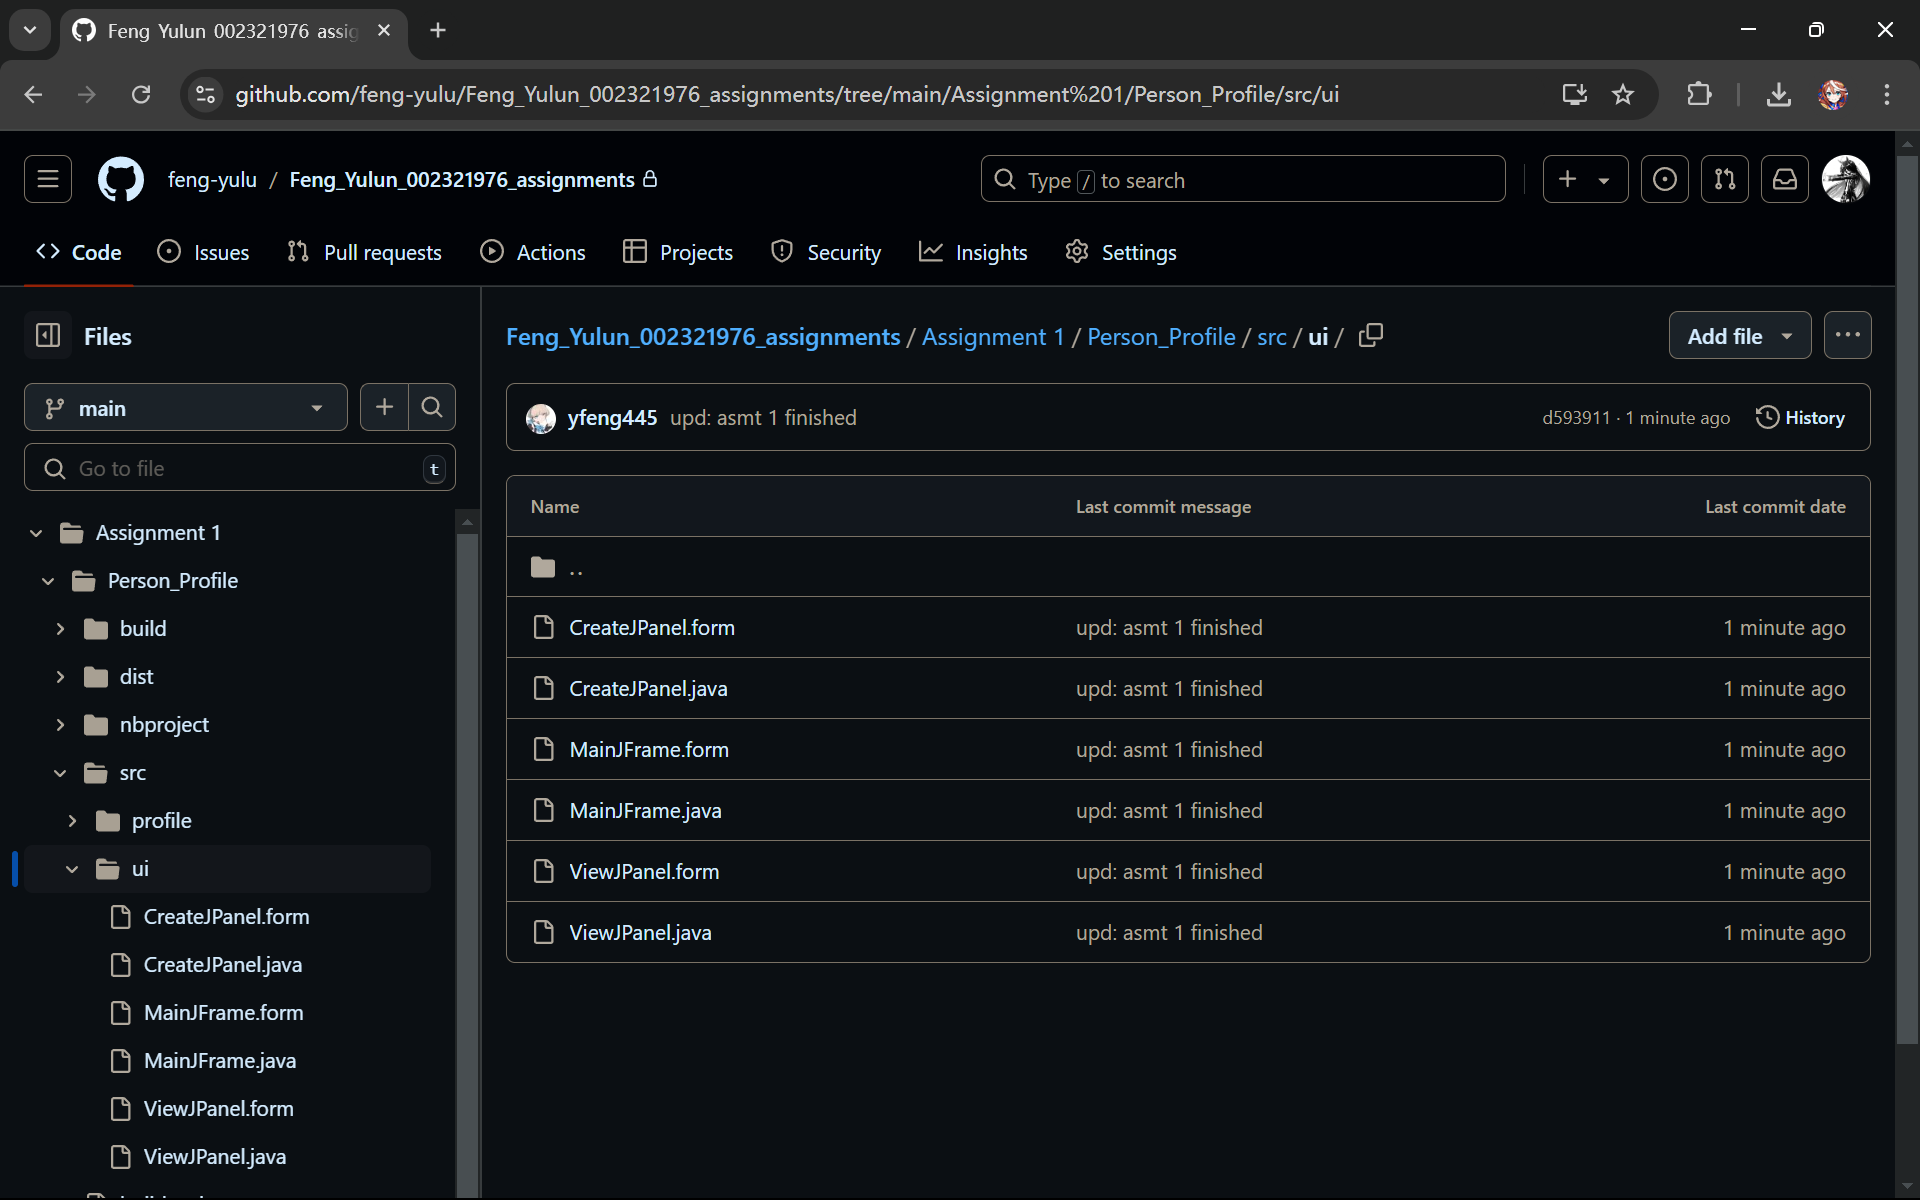 Feng Yulun 002321976 assig
github.com/feng-yulu/Feng_Yulun_002321976_assignments/tree/main/Assignment%201/Person_Profile/src/ui
feng-yulu / Feng_Yulun_002321976_assignments
Type / to search
Code Issues Pull requests Actions Projects Security Insights Settings
Files
main
Go to file t
Assignment 1
Person_Profile
build
dist
nbproject
src
profile
ui
CreateJPanel.form
CreateJPanel.java
MainJFrame.form
MainJFrame.java
ViewJPanel.form
ViewJPanel.java
Feng_Yulun_002321976_assignments / Assignment 1 / Person_Profile / src / ui /
Add file
yfeng445 upd: asmt 1 finished d593911 · 1 minute ago History
Name Last commit message Last commit date
..
CreateJPanel.form upd: asmt 1 finished 1 minute ago
CreateJPanel.java upd: asmt 1 finished 1 minute ago
MainJFrame.form upd: asmt 1 finished 1 minute ago
MainJFrame.java upd: asmt 1 finished 1 minute ago
ViewJPanel.form upd: asmt 1 finished 1 minute ago
ViewJPanel.java upd: asmt 1 finished 1 minute ago